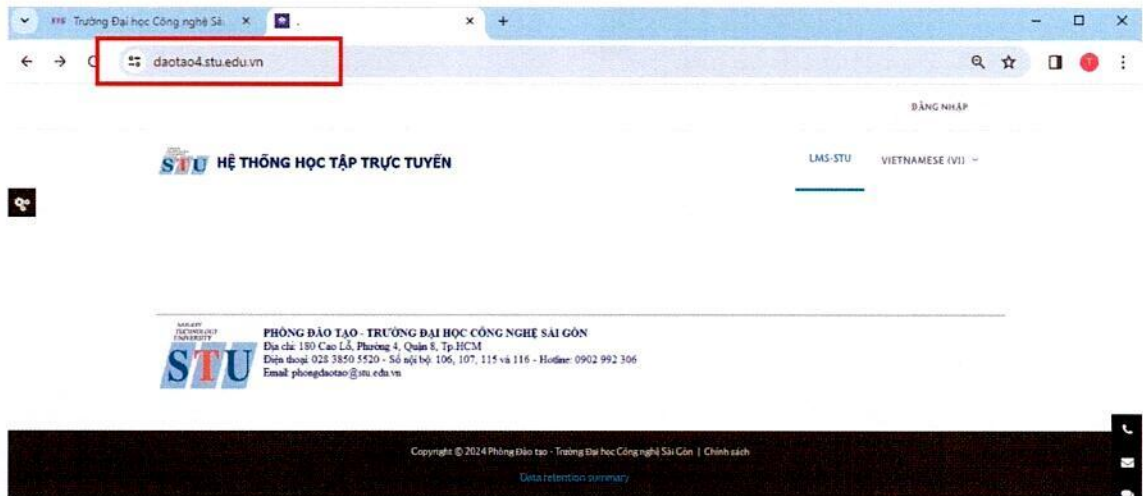 Trường Đại học Công nghệ Sài
daotao4.stu.edu.vn
ĐĂNG NHẬP
STU HỆ THỐNG HỌC TẬP TRỰC TUYẾN
LMS-STU
VIETNAMESE (VI)
SAIGON
TECHNOLOGY
UNIVERSITY
STU
PHÒNG ĐÀO TẠO - TRƯỜNG ĐẠI HỌC CÔNG NGHỆ SÀI GÒN
Địa chỉ: 180 Cao Lỗ, Phường 4, Quận 8, Tp.HCM
Điện thoại: 028 3850 5520 - Số nội bộ: 106, 107, 115 và 116 - Hotline: 0902 992 306
Email: phongdaotao@stu.edu.vn
Copyright © 2024 Phòng Đào tạo - Trường Đại học Công nghệ Sài Gòn | Chính sách
Data retention summary